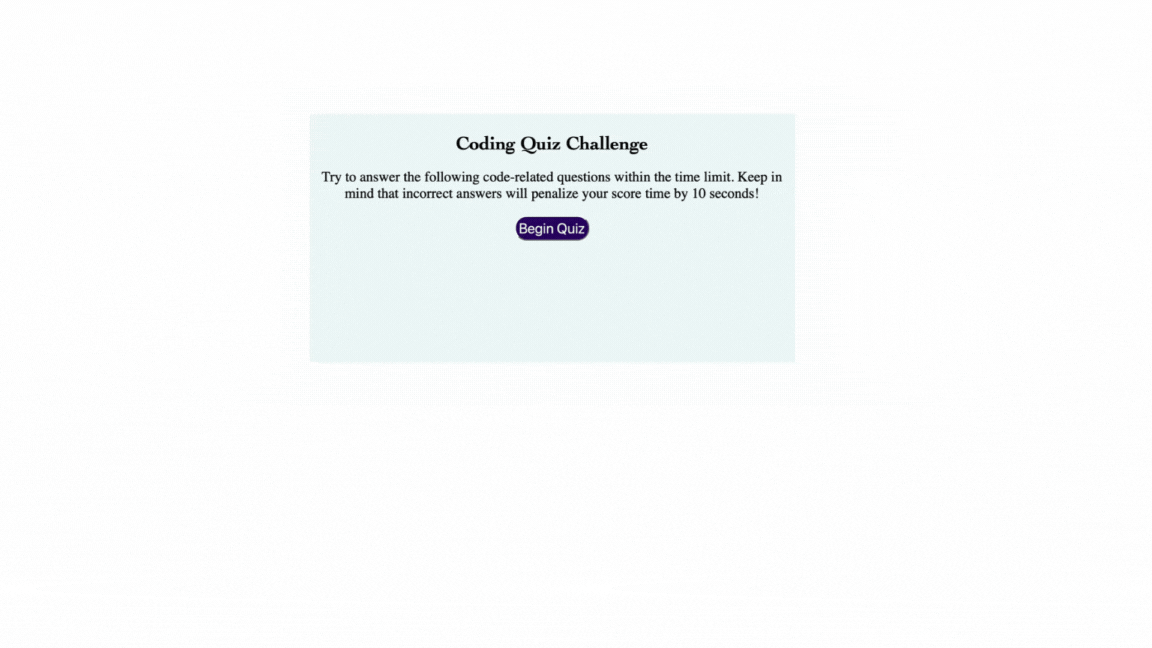 Coding Quiz Challenge
Try to answer the following code-related questions within the time limit. Keep in
mind that incorrect answers will penalize your score time by 10 seconds!
Begin Quiz